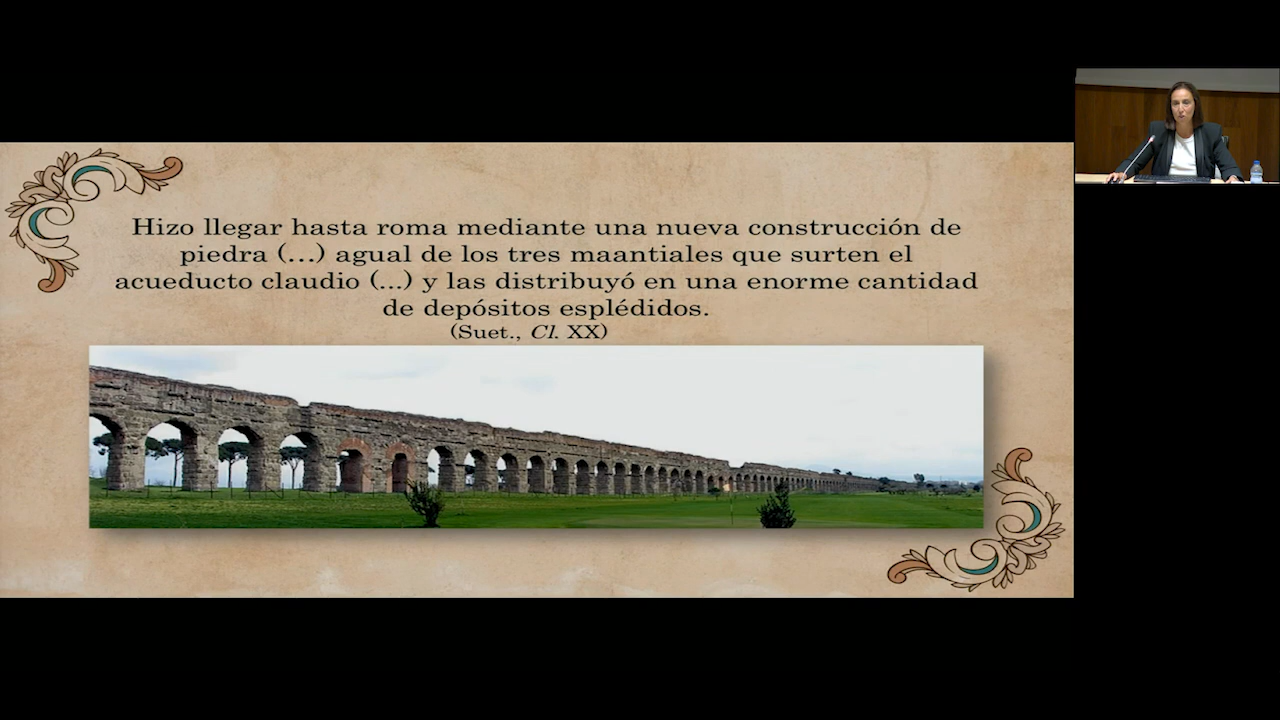 Hizo llegar hasta roma mediante una nueva construcción de
piedra (...) agual de los tres maantiales que surten el
acueducto claudio (...) y las distribuyó en una enorme cantidad
de depósitos esplédidos.
(Suet., Cl. XX)